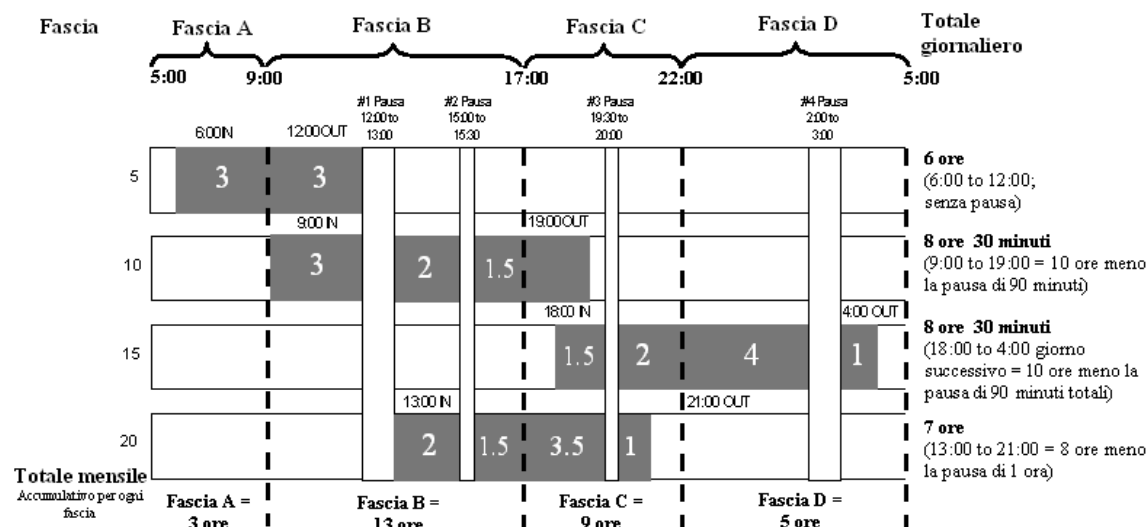 Fascia
Fascia A
Fascia B
Fascia C
Fascia D
Totale
giornaliero
5:00
9:00
17:00
22:00
5:00
#1 Pausa
12:00 to
13:00
#2 Pausa
15:00 to
15:30
#3 Pausa
19:30 to
20:00
#4 Pausa
2:00 to
3:00
6:00 IN
12:00 OUT
5
3
3
6 ore
(6:00 to 12:00;
senza pausa)
9:00 IN
19:00 OUT
10
3
2
1.5
8 ore 30 minuti
(9:00 to 19:00 = 10 ore meno
la pausa di 90 minuti)
18:00 IN
4:00 OUT
15
1.5
2
4
1
8 ore 30 minuti
(18:00 to 4:00 giorno
successivo = 10 ore meno la
pausa di 90 minuti totali)
13:00 IN
21:00 OUT
20
2
1.5
3.5
1
7 ore
(13:00 to 21:00 = 8 ore meno
la pausa di 1 ora)
Totale mensile
Accumulativo per ogni
fascia
Fascia A =
3 ore
Fascia B =
13 ore
Fascia C =
9 ore
Fascia D =
5 ore